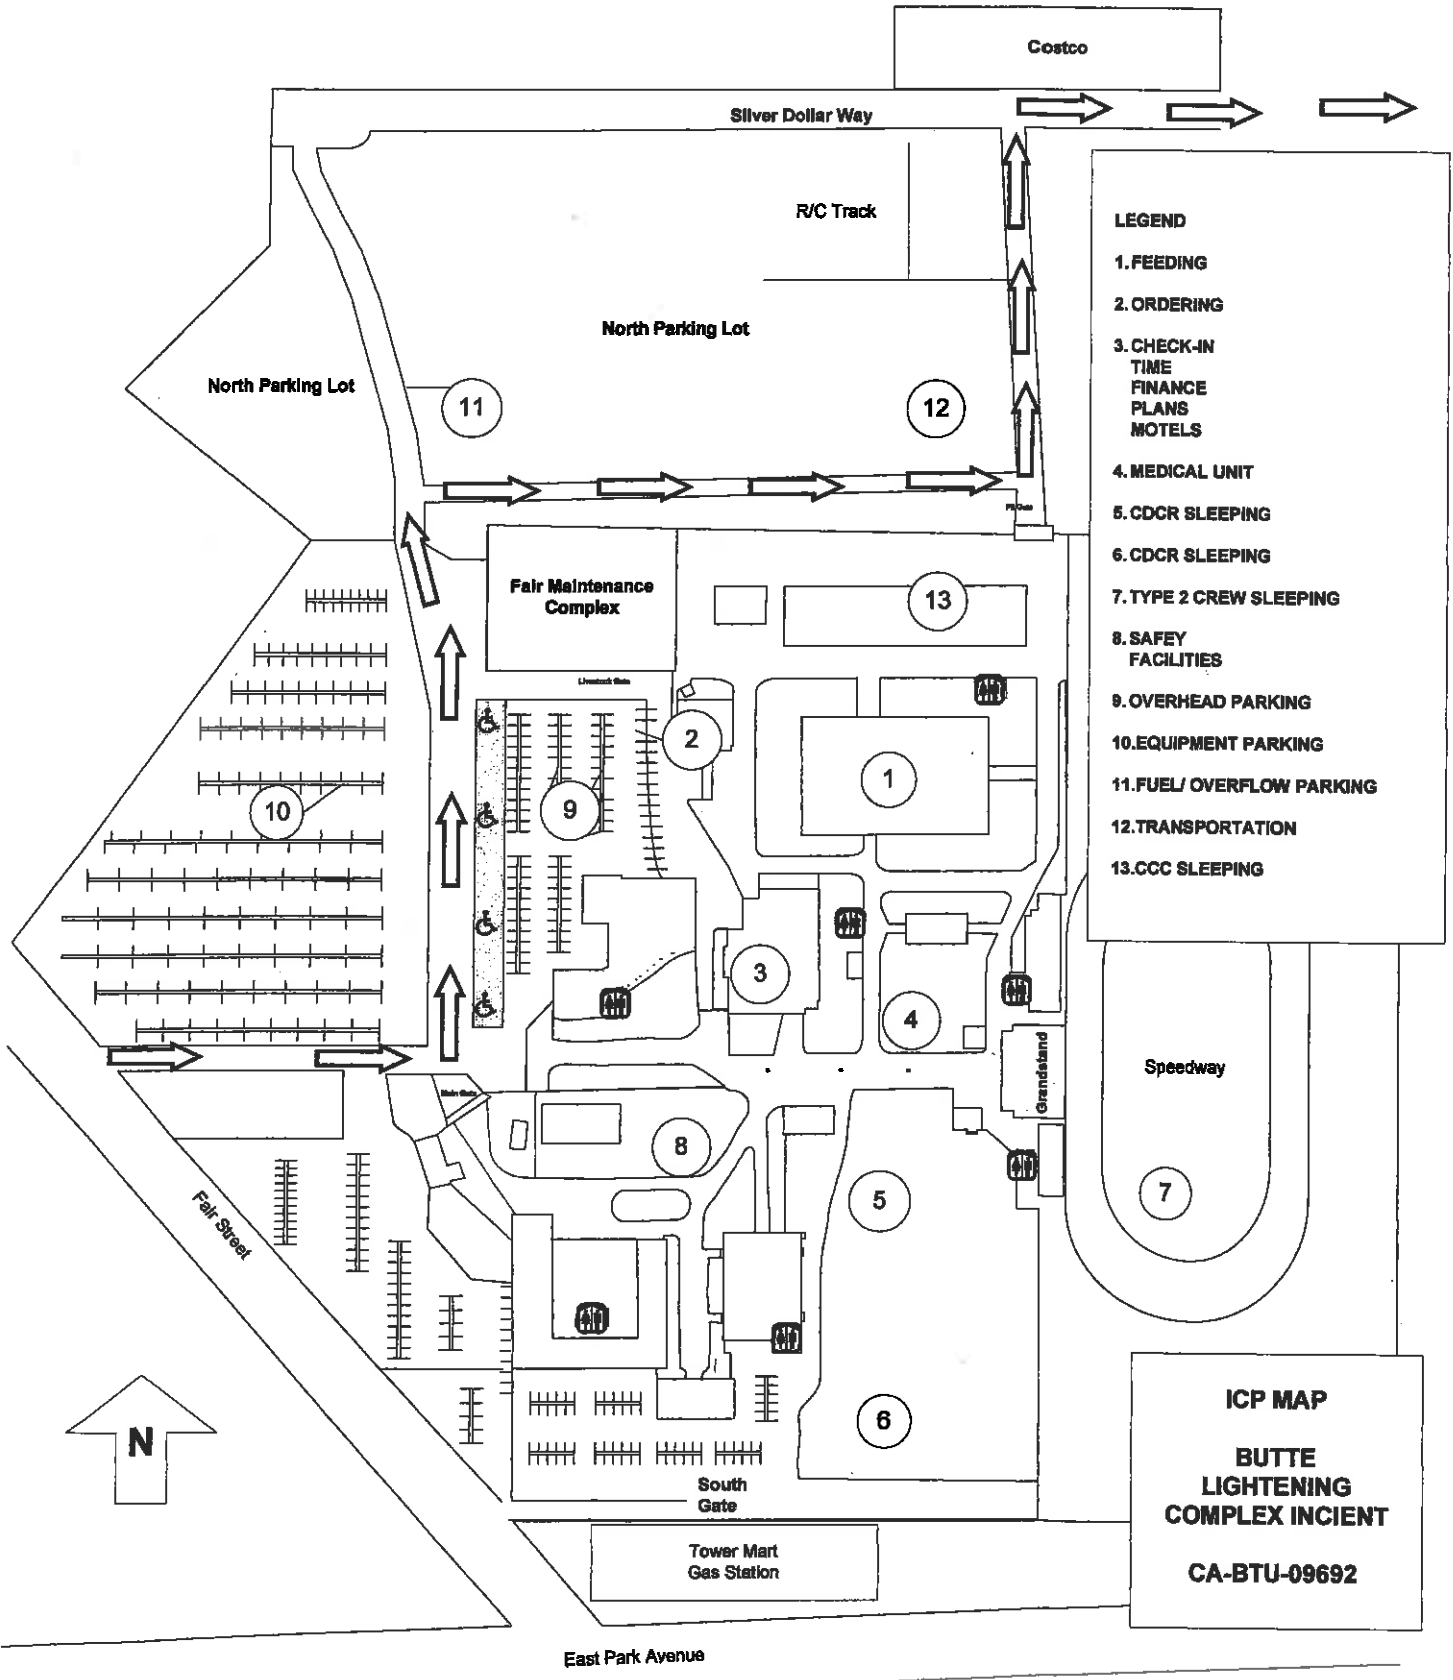 Costco
Silver Dollar Way
R/C Track
North Parking Lot
North Parking Lot
11
12
Fair Maintenance
Complex
13
Livestock Gate
2
1
9
10
3
4
Main Gate
8
Grandstand
Speedway
5
7
Fair Street
6
N
South
Gate
Tower Mart
Gas Station
East Park Avenue
LEGEND
1. FEEDING
2. ORDERING
3. CHECK-IN
TIME
FINANCE
PLANS
MOTELS
4. MEDICAL UNIT
5. CDCR SLEEPING
6. CDCR SLEEPING
7. TYPE 2 CREW SLEEPING
8. SAFEY
FACILITIES
9. OVERHEAD PARKING
10.EQUIPMENT PARKING
11.FUEL/ OVERFLOW PARKING
12.TRANSPORTATION
13.CCC SLEEPING
ICP MAP
BUTTE
LIGHTENING
COMPLEX INCIENT
CA-BTU-09692